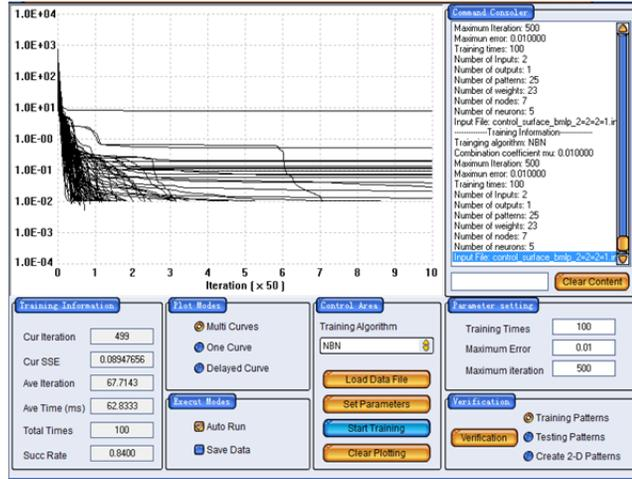 1.0E+04
1.0E+03
1.0E+02
1.0E+01
1.0E-00
1.0E-01
1.0E-02
1.0E-03
1.0E-04
0 1 2 3 4 5 6 7 8 9 10
Iteration ( x 50 )
Command Consoler
Maximum Iteration: 500
Maximun error: 0.010000
Training times: 100
Number of Inputs: 2
Number of outputs: 1
Number of patterns: 25
Number of weights: 23
Number of nodes: 7
Number of neurons: 5
Input File: control_surface_bmlp_2=2=2=1.in
------------Training Information------------
Trainging algorithm: NBN
Combination coefficient mu: 0.010000
Maximum Iteration: 500
Maximun error: 0.010000
Training times: 100
Number of Inputs: 2
Number of outputs: 1
Number of patterns: 25
Number of weights: 23
Number of nodes: 7
Number of neurons: 5
Input File: control_surface_bmlp_2=2=2=1.in
Clear Content
Training Information
Cur Iteration 499
Cur SSE 0.08947656
Ave Iteration 67.7143
Ave Time (ms) 62.8333
Total Times 100
Succ Rate 0.8400
Plot Modes
Multi Curves
One Curve
Delayed Curve
Execut Modes
Auto Run
Save Data
Control Area
Training Algorithm
NBN
Load Data File
Set Parameters
Start Training
Clear Plotting
Parameter setting
Training Times 100
Maximum Error 0.01
Maximum iteration 500
Verification
Verification
Training Patterns
Testing Patterns
Create 2-D Patterns